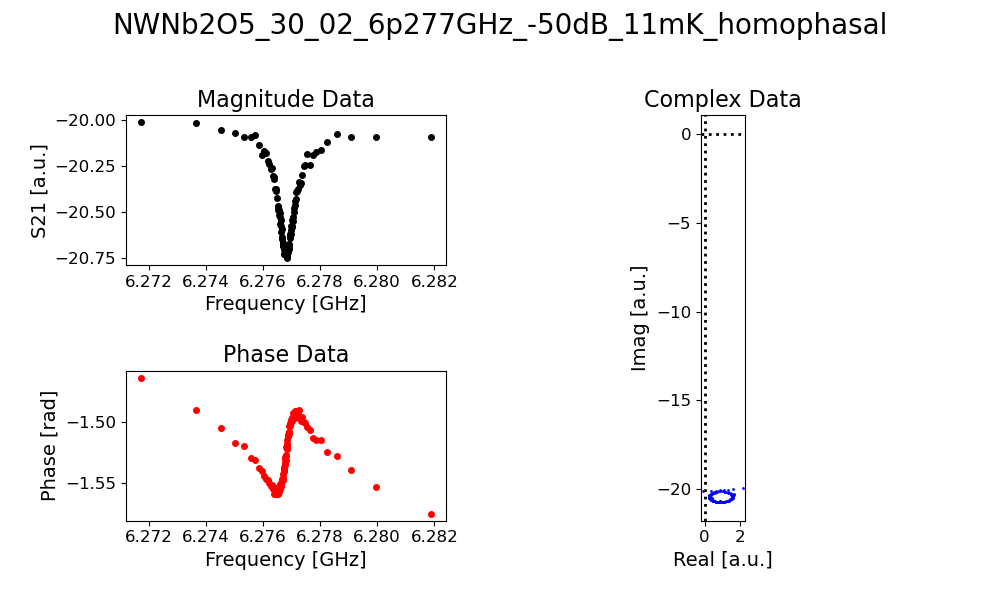 NWNb2O5_30_02_6p277GHz_-50dB_11mK_homophasal
Magnitude Data
S21 [a.u.]
−20.00
−20.25
−20.50
−20.75
6.272 6.274 6.276 6.278 6.280 6.282
Frequency [GHz]
Phase Data
Phase [rad]
−1.50
−1.55
6.272 6.274 6.276 6.278 6.280 6.282
Frequency [GHz]
Complex Data
Imag [a.u.]
0
−5
−10
−15
−20
0 2
Real [a.u.]